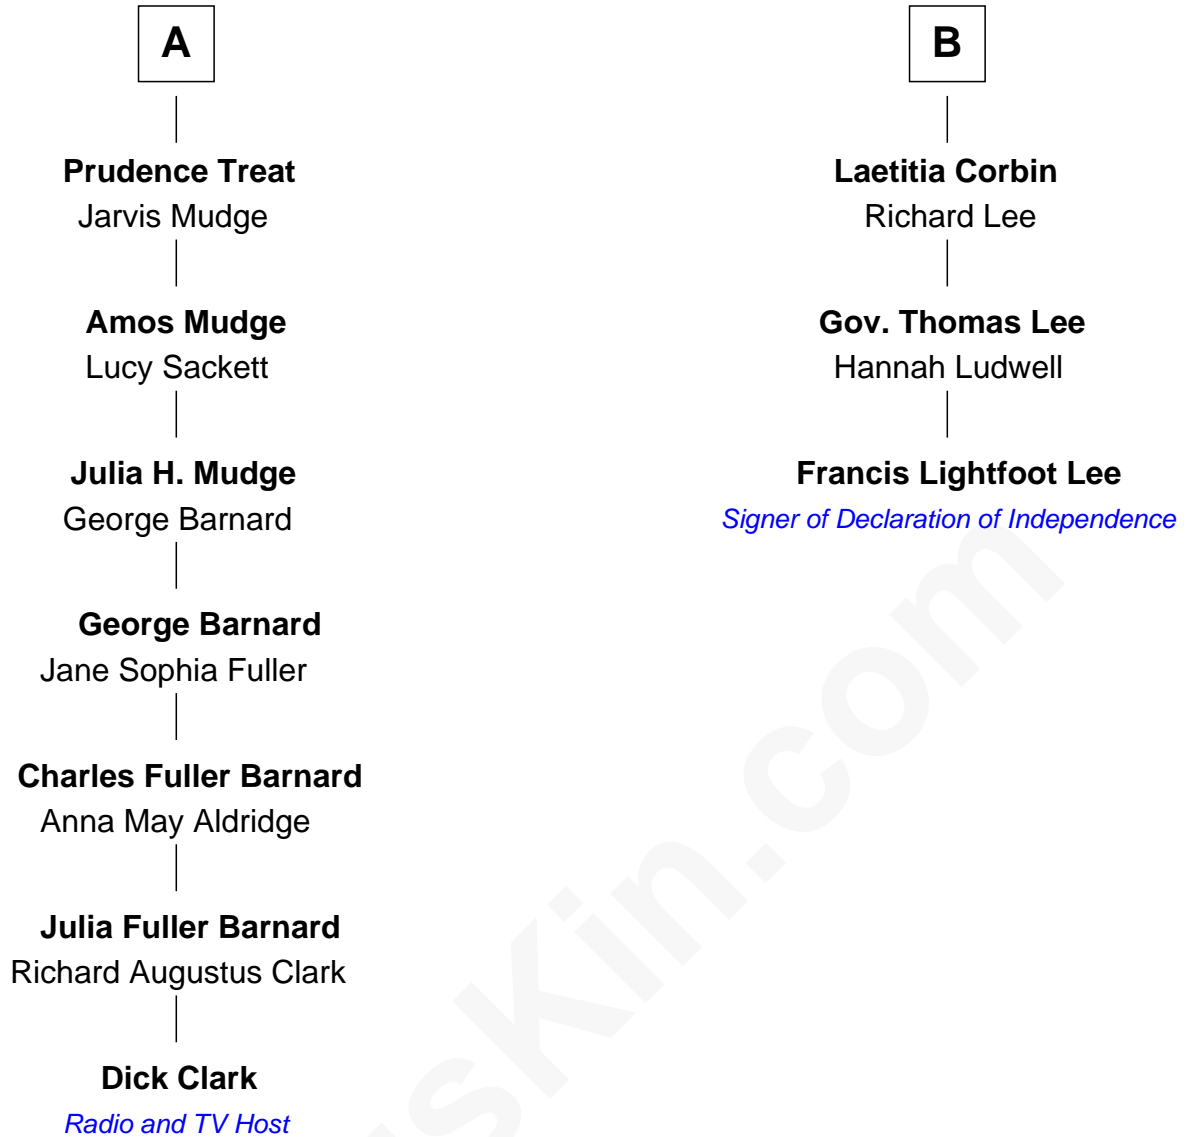 A
Prudence Treat
Jarvis Mudge
Amos Mudge
Lucy Sackett
Julia H. Mudge
George Barnard
George Barnard
Jane Sophia Fuller
Charles Fuller Barnard
Anna May Aldridge
Julia Fuller Barnard
Richard Augustus Clark
Dick Clark
Radio and TV Host
B
Laetitia Corbin
Richard Lee
Gov. Thomas Lee
Hannah Ludwell
Francis Lightfoot Lee
Signer of Declaration of Independence
sKin.com